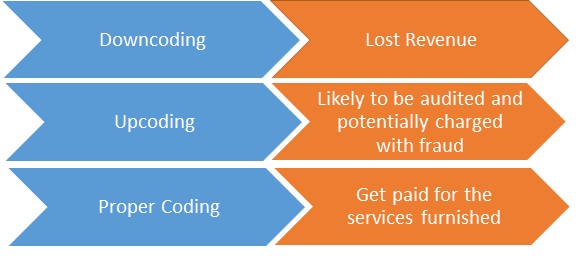 Downcoding
Lost Revenue
Upcoding
Likely to be audited and
potentially charged
with fraud
Proper Coding
Get paid for the
services furnished